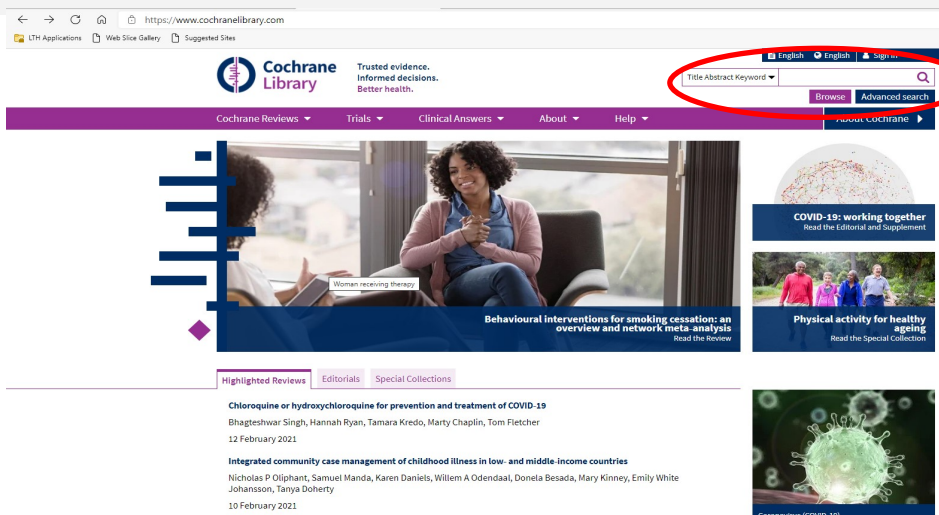 https://www.cochranelibrary.com
LTH Applications Web Slice Gallery Suggested Sites
English English Sign in
Cochrane
Library
Trusted evidence.
Informed decisions.
Better health.
Title Abstract Keyword
Browse Advanced search
Cochrane Reviews Trials Clinical Answers About Help About Cochrane
COVID-19: working together
Read the Editorial and Supplement
Woman receiving therapy
Behavioural interventions for smoking cessation: an
overview and network meta-analysis
Read the Review
Physical activity for healthy
ageing
Read the Special Collection
Highlighted Reviews Editorials Special Collections
Chloroquine or hydroxychloroquine for prevention and treatment of COVID-19
Bhagteshwar Singh, Hannah Ryan, Tamara Kredo, Marty Chaplin, Tom Fletcher
12 February 2021
Integrated community case management of childhood illness in low- and middle-income countries
Nicholas P Oliphant, Samuel Manda, Karen Daniels, Willem A Odendaal, Donela Besada, Mary Kinney, Emily White
Johansson, Tanya Doherty
10 February 2021
Coronavirus (COVID-19)